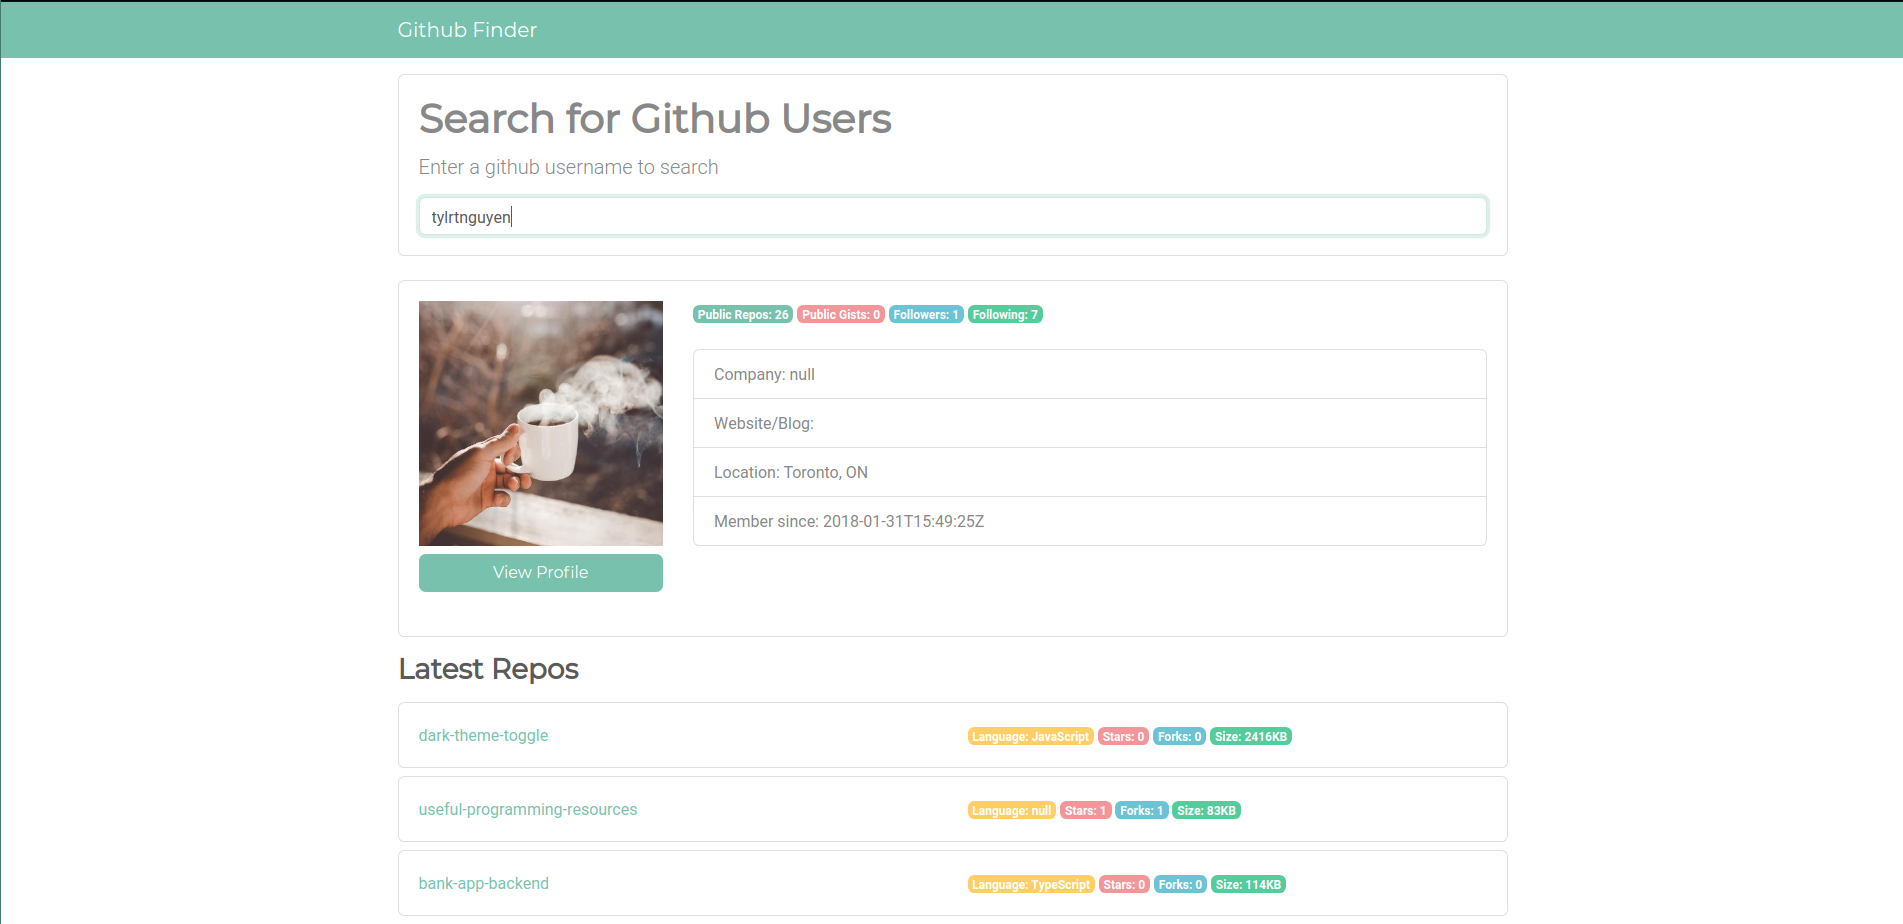 Github Finder
Search for Github Users
Enter a github username to search
tylrtnguyen
Public Repos: 26 Public Gists: 0 Followers: 1 Following: 7
Company: null
Website/Blog:
Location: Toronto, ON
Member since: 2018-01-31T15:49:25Z
View Profile
Latest Repos
dark-theme-toggle Language: JavaScript Stars: 0 Forks: 0 Size: 2416KB
useful-programming-resources Language: null Stars: 1 Forks: 1 Size: 83KB
bank-app-backend Language: TypeScript Stars: 0 Forks: 0 Size: 114KB